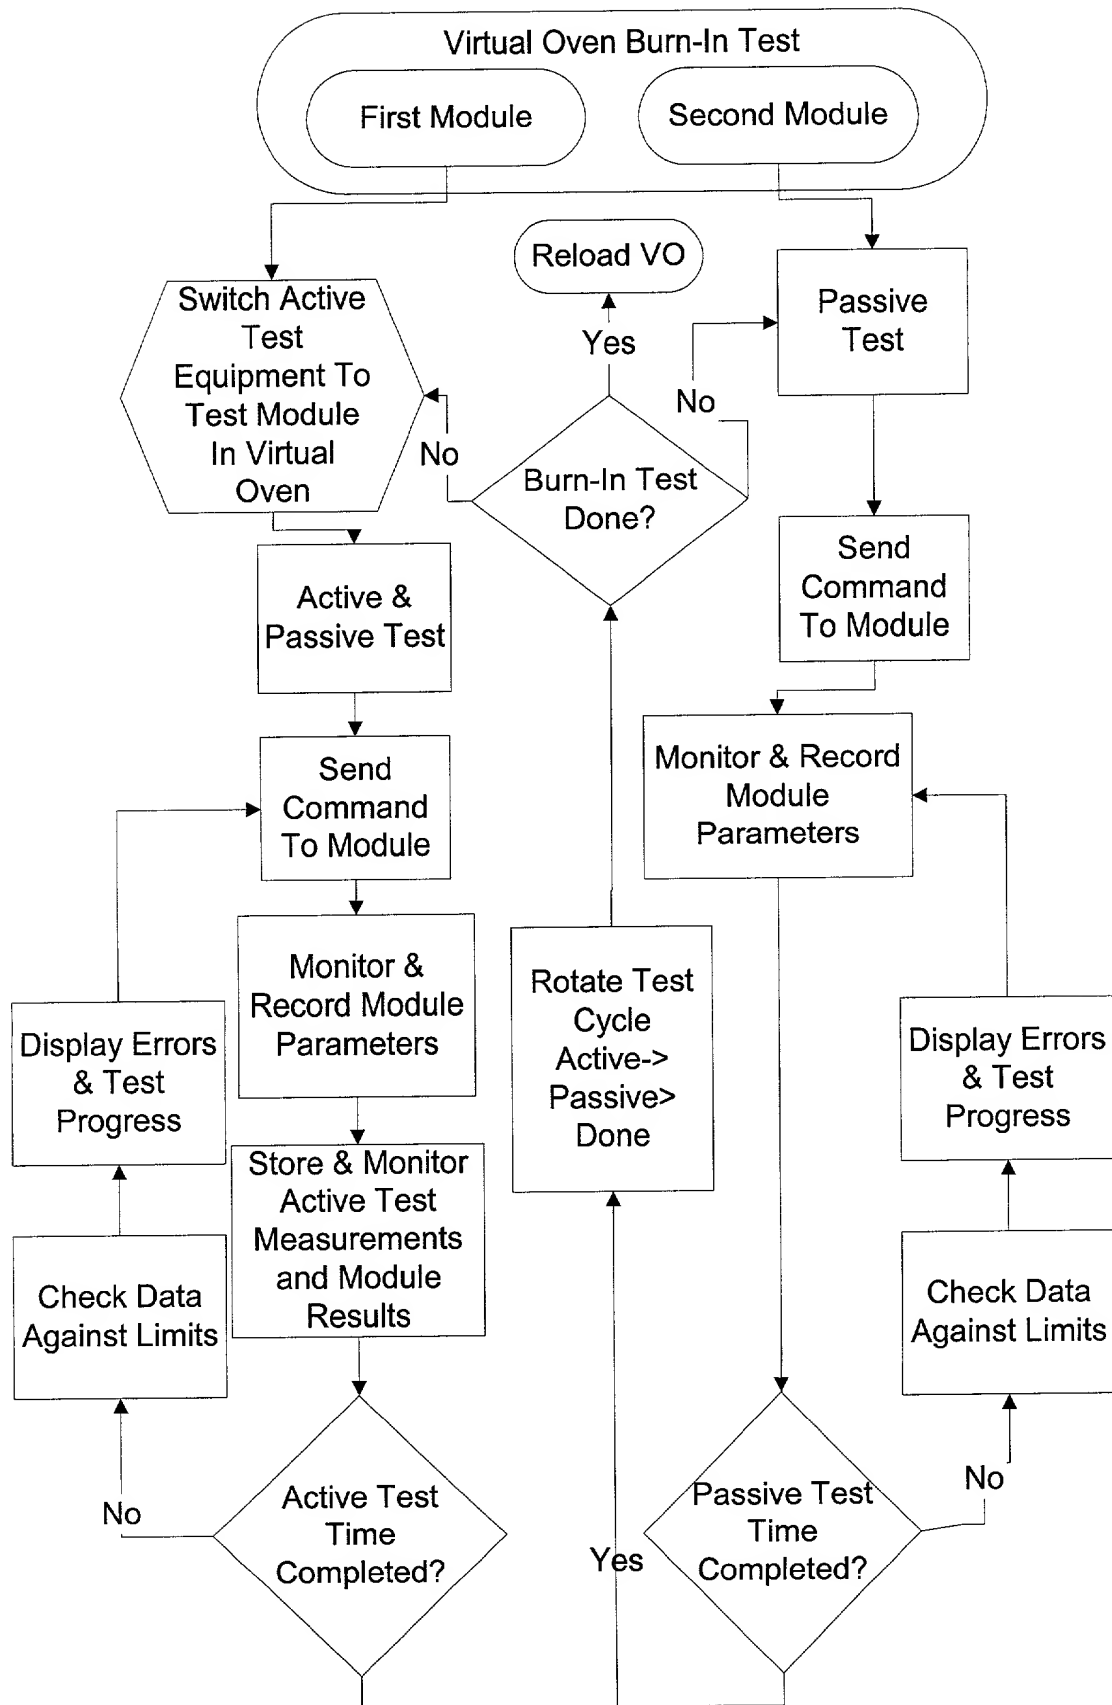 Virtual Oven Burn-In Test
First Module
Second Module
Reload VO
Yes
Switch Active
Test
Equipment To
Test Module
In Virtual
Oven
No
Burn-In Test
Done?
No
Passive
Test
Active &
Passive Test
Send
Command
To Module
Send
Command
To Module
Monitor & Record
Module
Parameters
Monitor &
Record Module
Parameters
Rotate Test
Cycle
Active->
Passive>
Done
Display Errors
& Test
Progress
Display Errors
& Test
Progress
Store & Monitor
Active Test
Measurements
and Module
Results
Check Data
Against Limits
Check Data
Against Limits
No
Active Test
Time
Completed?
Yes
Passive Test
Time
Completed?
No